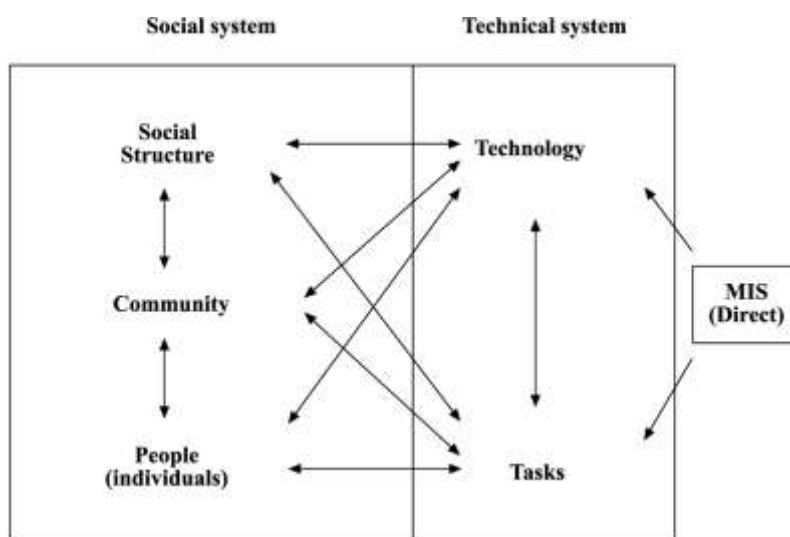 Social system
Technical system
Social
Structure
Technology
Community
MIS
(Direct)
People
(individuals)
Tasks